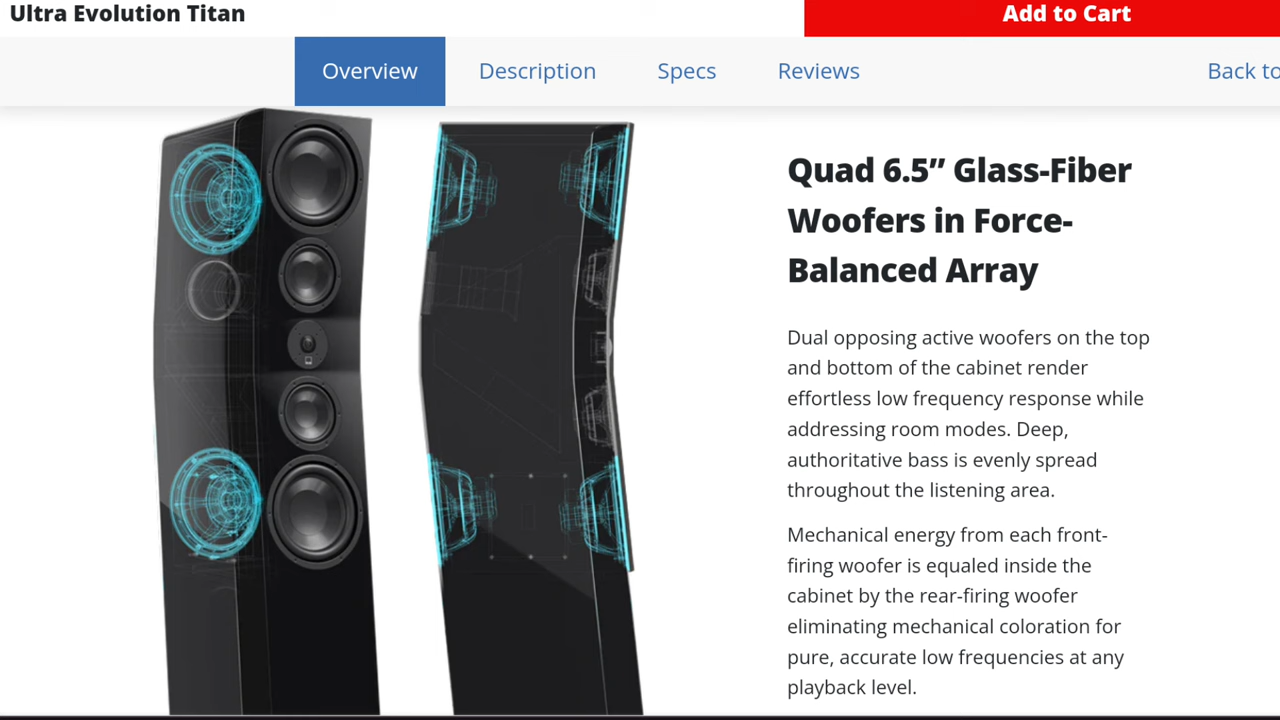 Ultra Evolution Titan
Add to Cart
Overview
Description
Specs
Reviews
Back to
Quad 6.5” Glass-Fiber
Woofers in Force-
Balanced Array
Dual opposing active woofers on the top
and bottom of the cabinet render
effortless low frequency response while
addressing room modes. Deep,
authoritative bass is evenly spread
throughout the listening area.
Mechanical energy from each front-
firing woofer is equaled inside the
cabinet by the rear-firing woofer
eliminating mechanical coloration for
pure, accurate low frequencies at any
playback level.